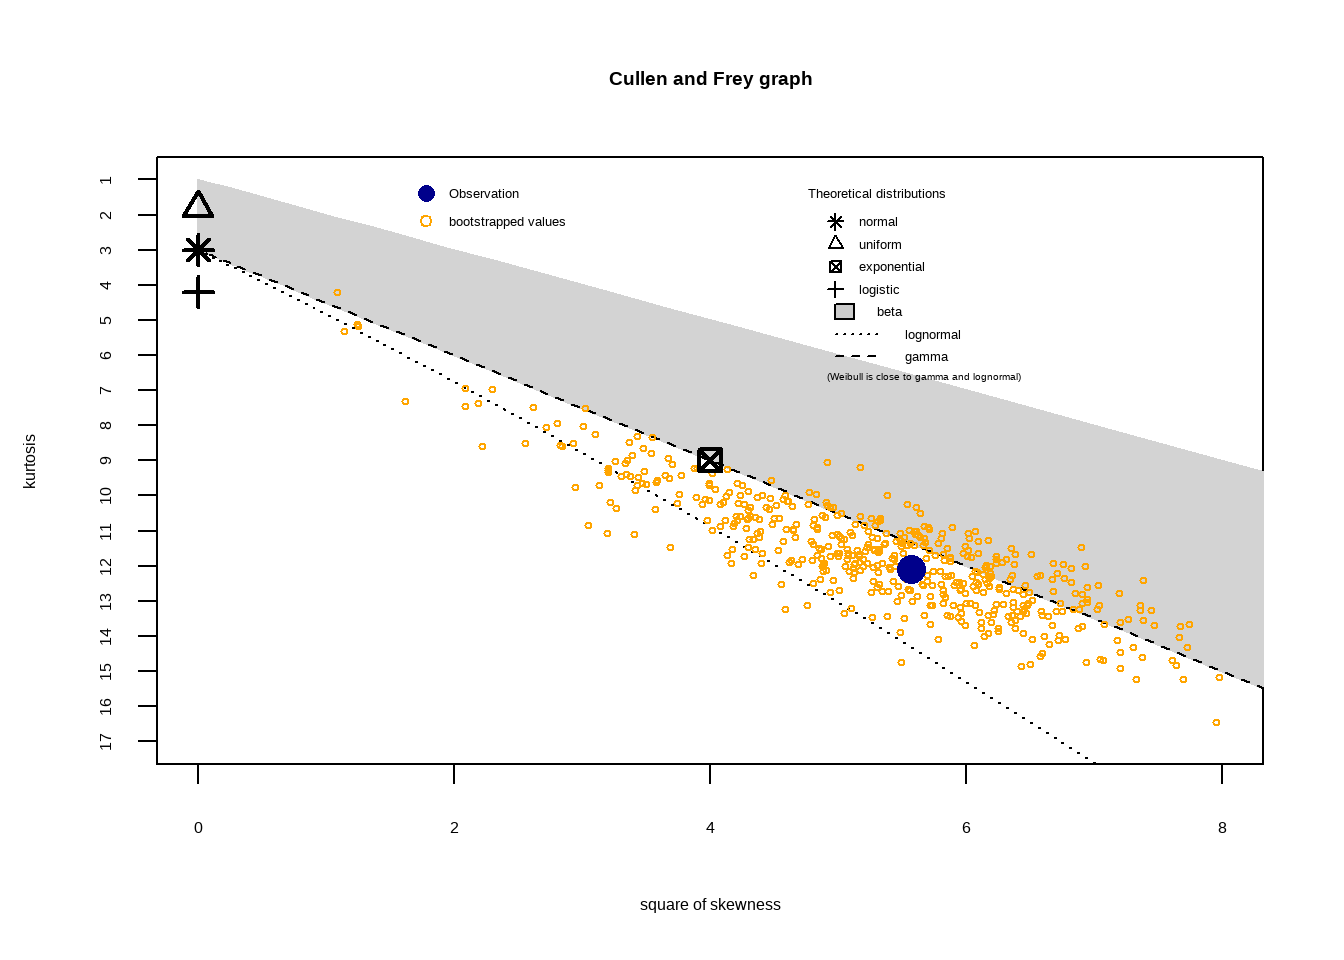 Cullen and Frey graph
Observation
bootstrapped values
Theoretical distributions
normal
uniform
exponential
logistic
beta
lognormal
gamma
(Weibull is close to gamma and lognormal)
kurtosis
1
2
3
4
5
6
7
8
9
10
11
12
13
14
15
16
17
0 2 4 6 8
square of skewness